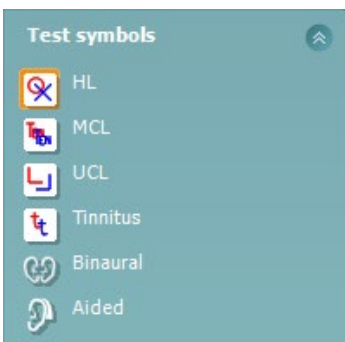 Test symbols
HL
MCL
UCL
Tinnitus
Binaural
Aided